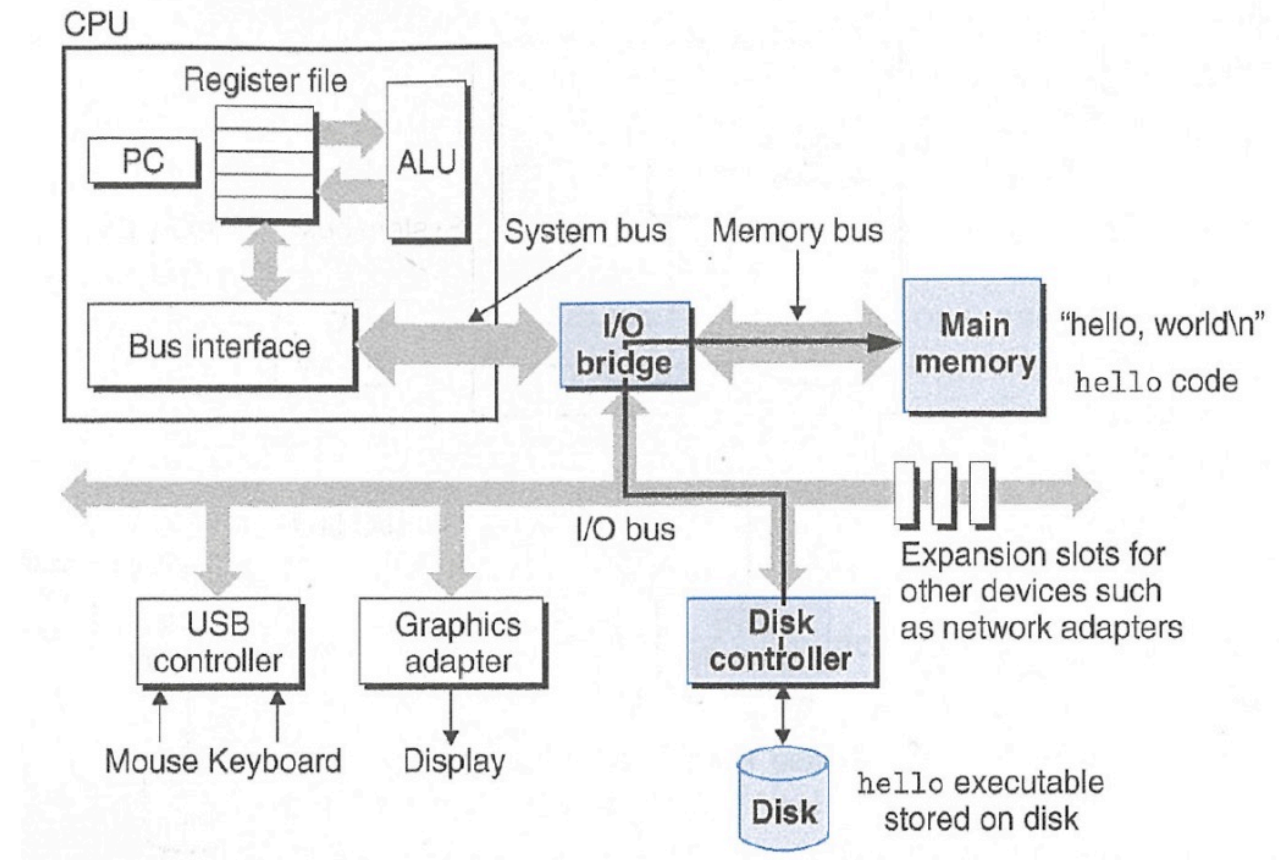 CPU
Register file
PC
ALU
Bus interface
System bus
Memory bus
I/O
bridge
Main
memory
“hello, world\n”
hello code
I/O bus
Expansion slots for
other devices such
as network adapters
USB
controller
Graphics
adapter
Disk
controller
Mouse Keyboard
Display
Disk
hello executable
stored on disk